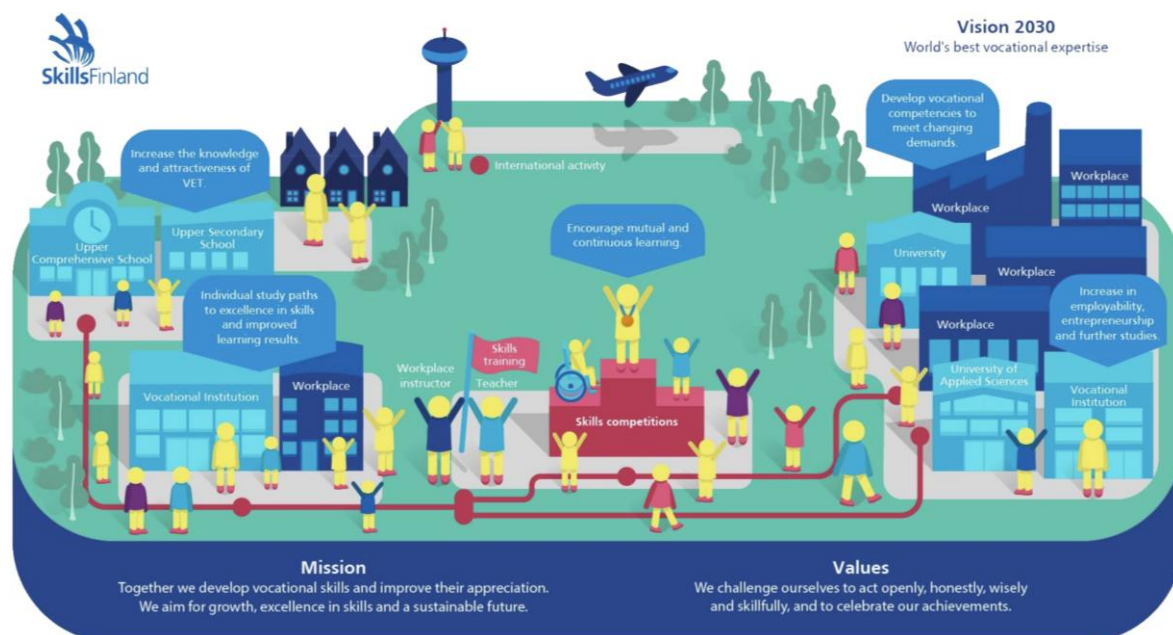 SkillsFinland
Vision 2030
World's best vocational expertise
Develop vocational
competencies to
meet changing
demands.
Increase the knowledge
and attractiveness of
VET.
International activity
Workplace
Workplace
Upper Secondary
School
Upper
Comprehensive School
Encourage mutual and
continuous learning.
University
Workplace
Individual study paths
to excellence in skills
and improved
learning results.
Increase in
employability,
entrepreneurship
and further studies.
Workplace
Skills
training
Workplace
instructor
Teacher
Vocational Institution
Workplace
Skills competitions
University of
Applied Sciences
Vocational
Institution
Mission
Together we develop vocational skills and improve their appreciation.
We aim for growth, excellence in skills and a sustainable future.
Values
We challenge ourselves to act openly, honestly, wisely
and skillfully, and to celebrate our achievements.